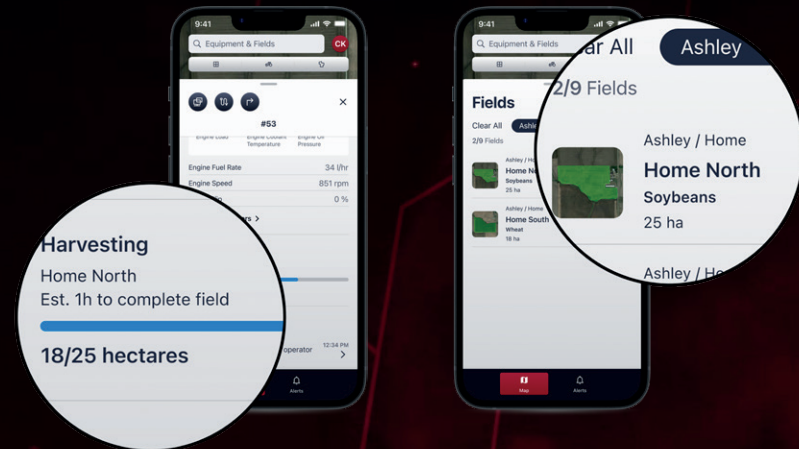 9:41
Equipment & Fields
CK
#53
Engine Load
Engine Coolant
Temperature
Engine Oil
Pressure
Engine Fuel Rate
34 l/hr
Engine Speed
851 rpm
0 %
Harvesting
Home North
Est. 1h to complete field
18/25 hectares
operator
12:34 PM
Alerts
9:41
Equipment & Fields
Fields
Clear All
2/9 Fields
Ashley / Home
Soybeans
25 ha
Ashley / Home
Home South
Wheat
18 ha
Map
Alerts
All
Ashley
2/9 Fields
Ashley / Home
Home North
Soybeans
25 ha
Ashley /